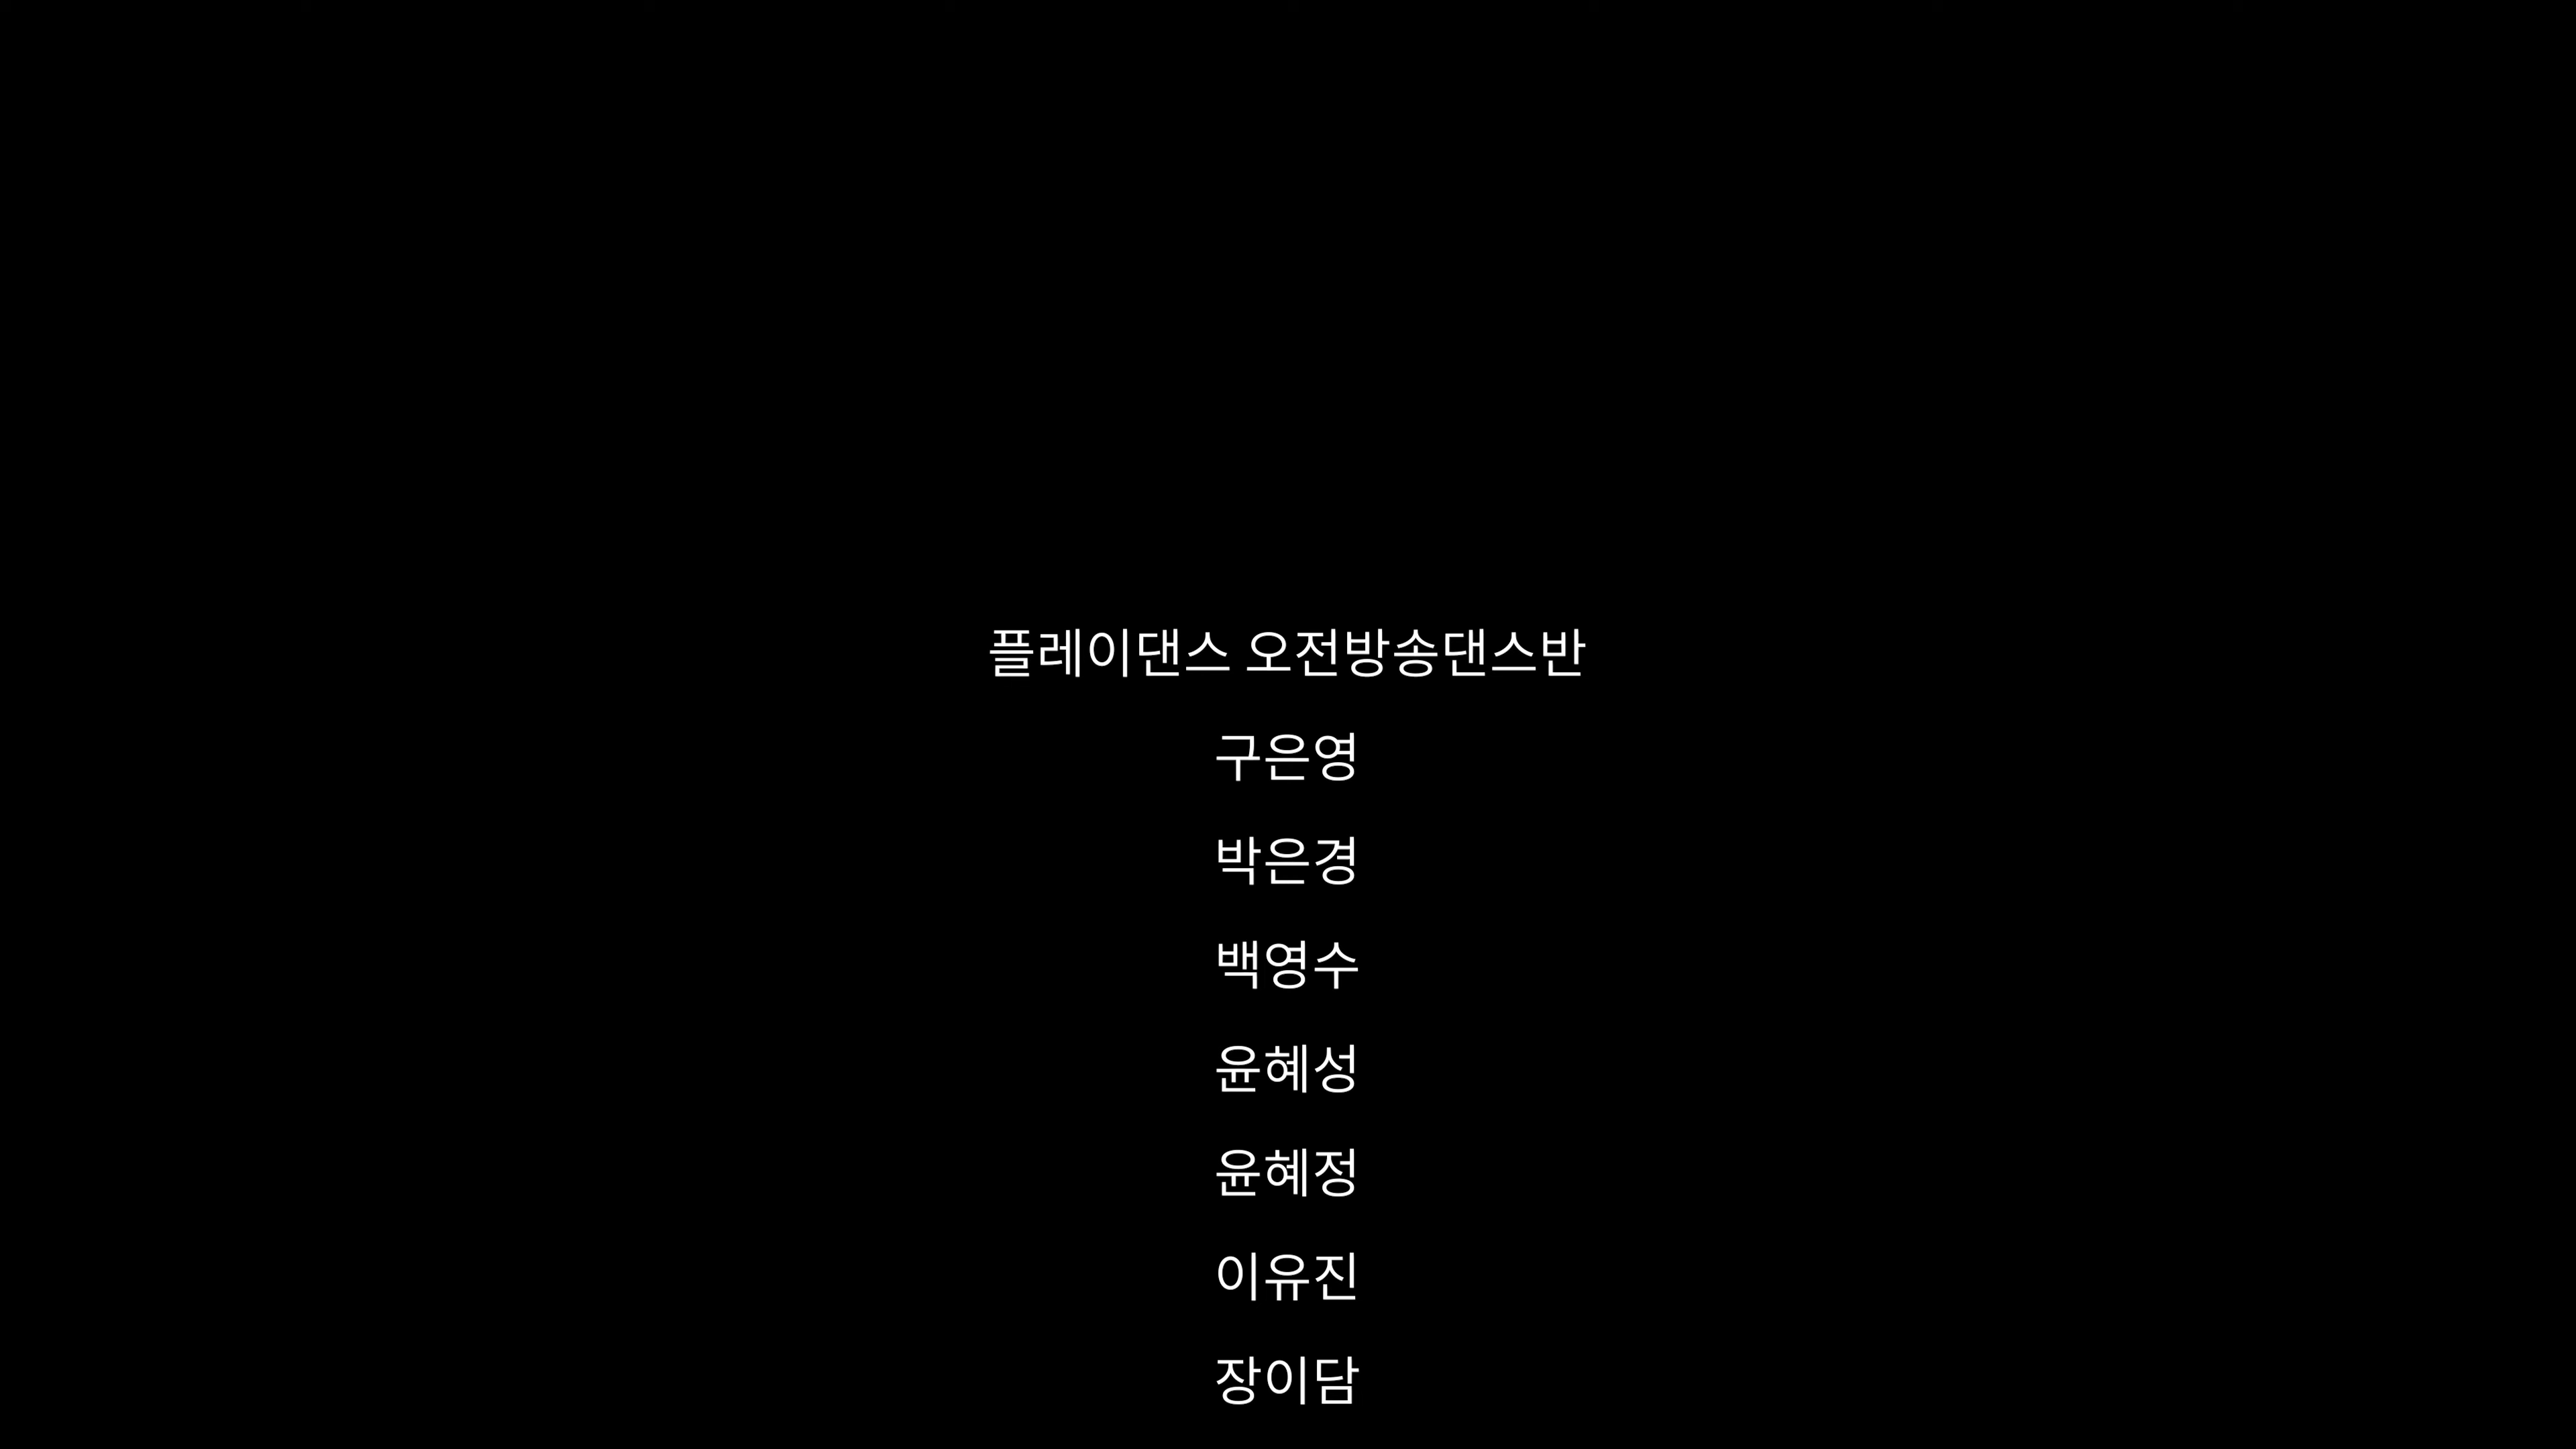 플레이댄스 오전방송댄스반
구은영
박은경
백영수
윤혜성
윤혜정
이유진
장이담